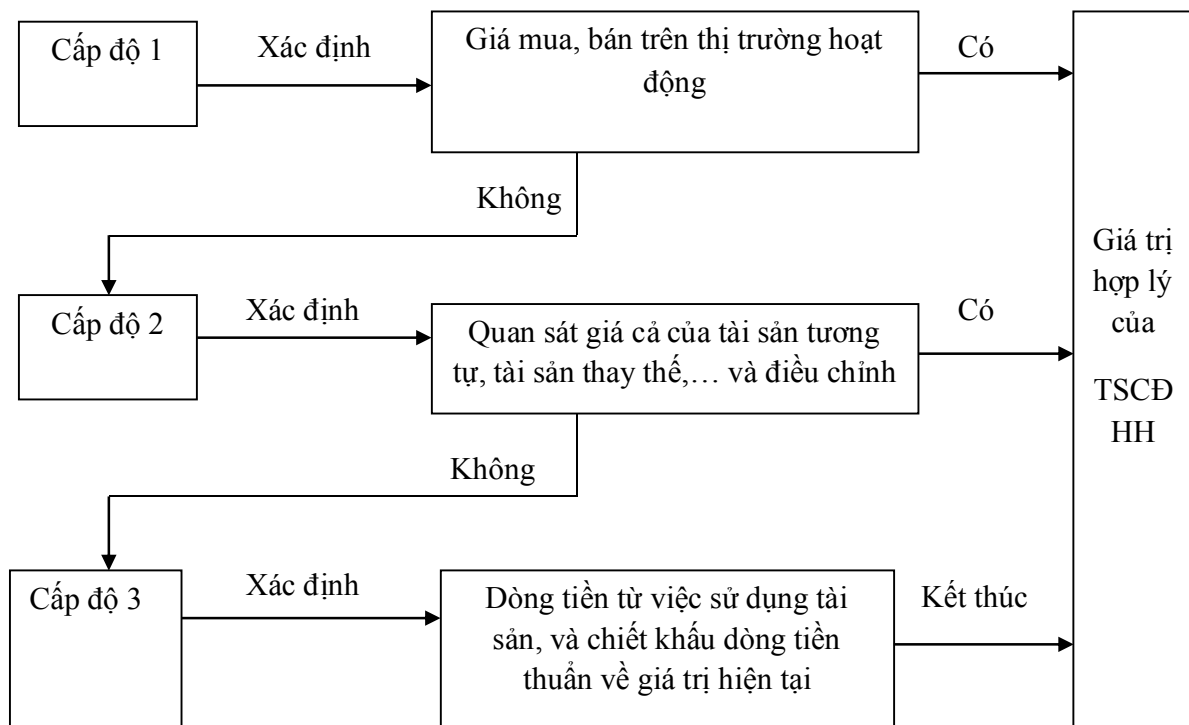 Cấp độ 1
Xác định
Giá mua, bán trên thị trường hoạt
động
Có
Không
Cấp độ 2
Xác định
Quan sát giá cả của tài sản tương
tự, tài sản thay thế,… và điều chỉnh
Có
Không
Cấp độ 3
Xác định
Dòng tiền từ việc sử dụng tài
sản, và chiết khấu dòng tiền
thuẩn về giá trị hiện tại
Kết thúc
Giá trị
hợp lý
của
TSCĐ
HH